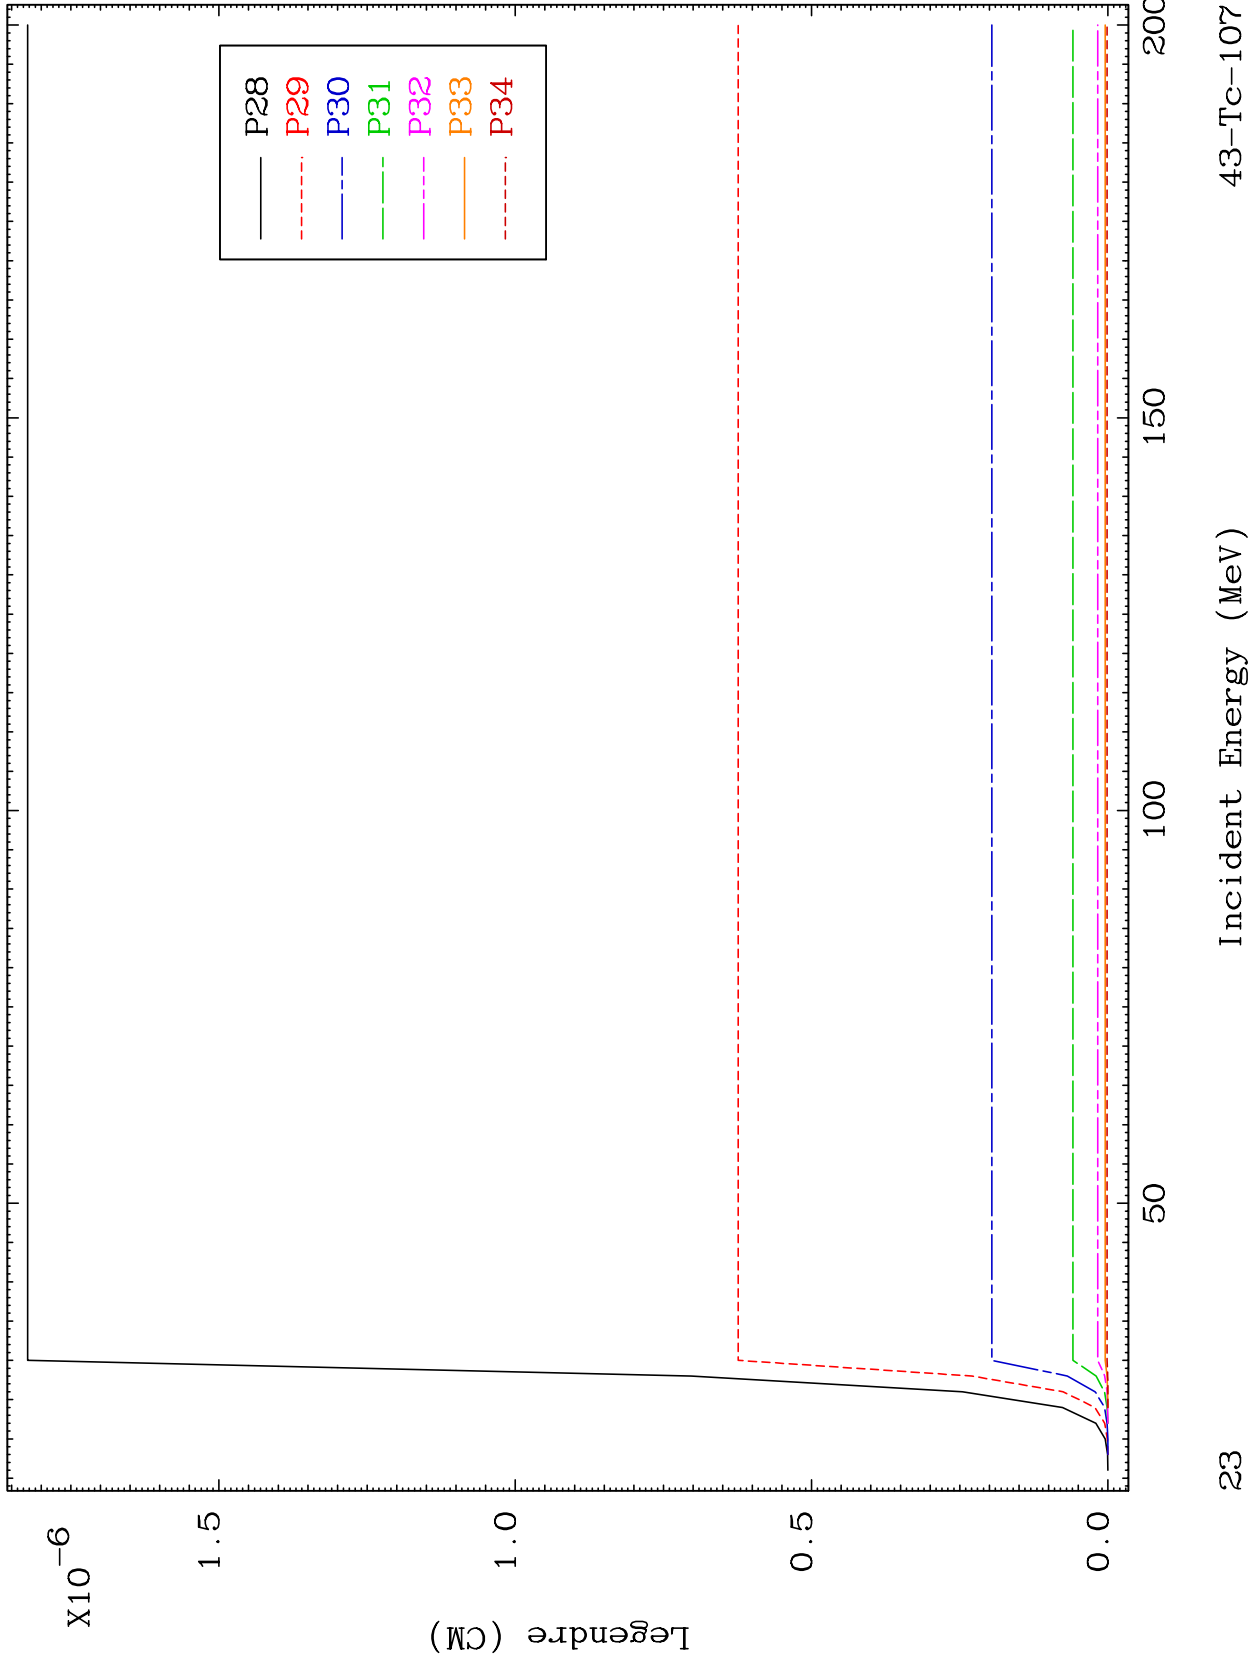 X10-6
1.5
1.0
0.5
0.0
Legendre (CM)
P28
P29
P30
P31
P32
P33
P34
50
100
150
200
Incident Energy (MeV)
23
43-Tc-107